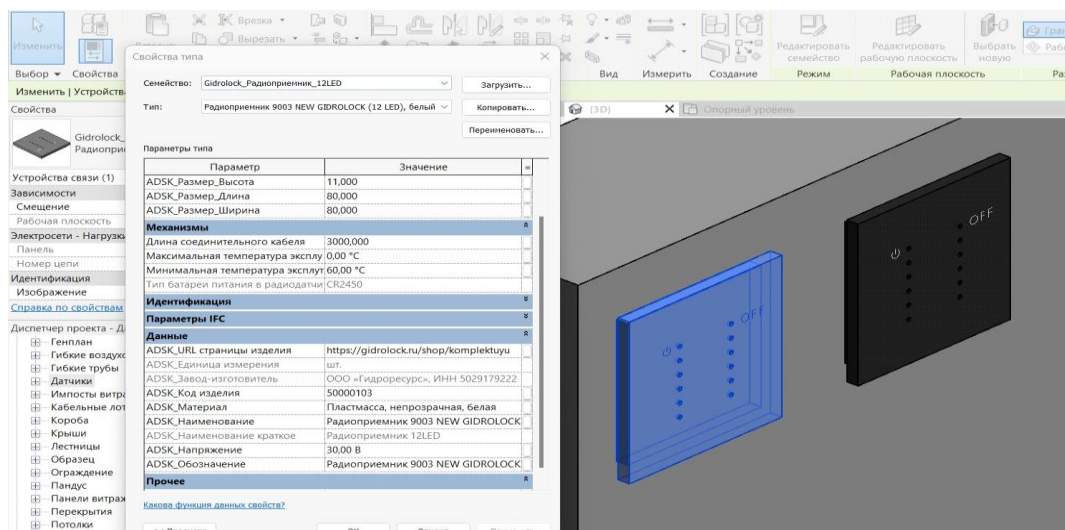 Врезка
Вырезать
Изменить
Редактировать семейство
Редактировать рабочую плоскость
Выбрать новую
Выбор
Свойства
Вид
Измерить
Создание
Режим
Рабочая плоскость
Изменить | Устройств
Свойства
Gidrolock_
Радиоприе
Устройства связи (1)
Зависимости
Смещение
Рабочая плоскость
Электросети - Нагрузки
Панель
Номер цепи
Идентификация
Изображение
Справка по свойствам
Диспетчер проекта - Д
Генплан
Гибкие воздухо
Гибкие трубы
Датчики
Импосты витра
Кабельные лот
Короба
Крыши
Лестницы
Образец
Ограждение
Пандус
Панели витраж
Перекрытия
Потолки
Свойства типа
Семейство: Gidrolock_Радиоприемник_12LED Загрузить...
Тип: Радиоприемник 9003 NEW GIDROLOCK (12 LED), белый Копировать...
Переименовать...
Параметры типа
Параметр Значение =
ADSK_Размер_Высота 11,000
ADSK_Размер_Длина 80,000
ADSK_Размер_Ширина 80,000
Механизмы
Длина соединительного кабеля 3000,000
Максимальная температура эксплу 0,00 °C
Минимальная температура эксплут 60,00 °C
Тип батареи питания в радиодатчи CR2450
Идентификация
Параметры IFC
Данные
ADSK_URL страницы изделия https://gidrolock.ru/shop/komplektuyu
ADSK_Единица измерения шт.
ADSK_Завод-изготовитель ООО «Гидроресурс», ИНН 5029179222
ADSK_Код изделия 50000103
ADSK_Материал Пластмасса, непрозрачная, белая
ADSK_Наименование Радиоприемник 9003 NEW GIDROLOCK
ADSK_Наименование краткое Радиоприемник 12LED
ADSK_Напряжение 30,00 В
ADSK_Обозначение Радиоприемник 9003 NEW GIDROLOCK
Прочее
Какова функция данных свойств?
{3D}
Опорный уровень
OFF
OFF